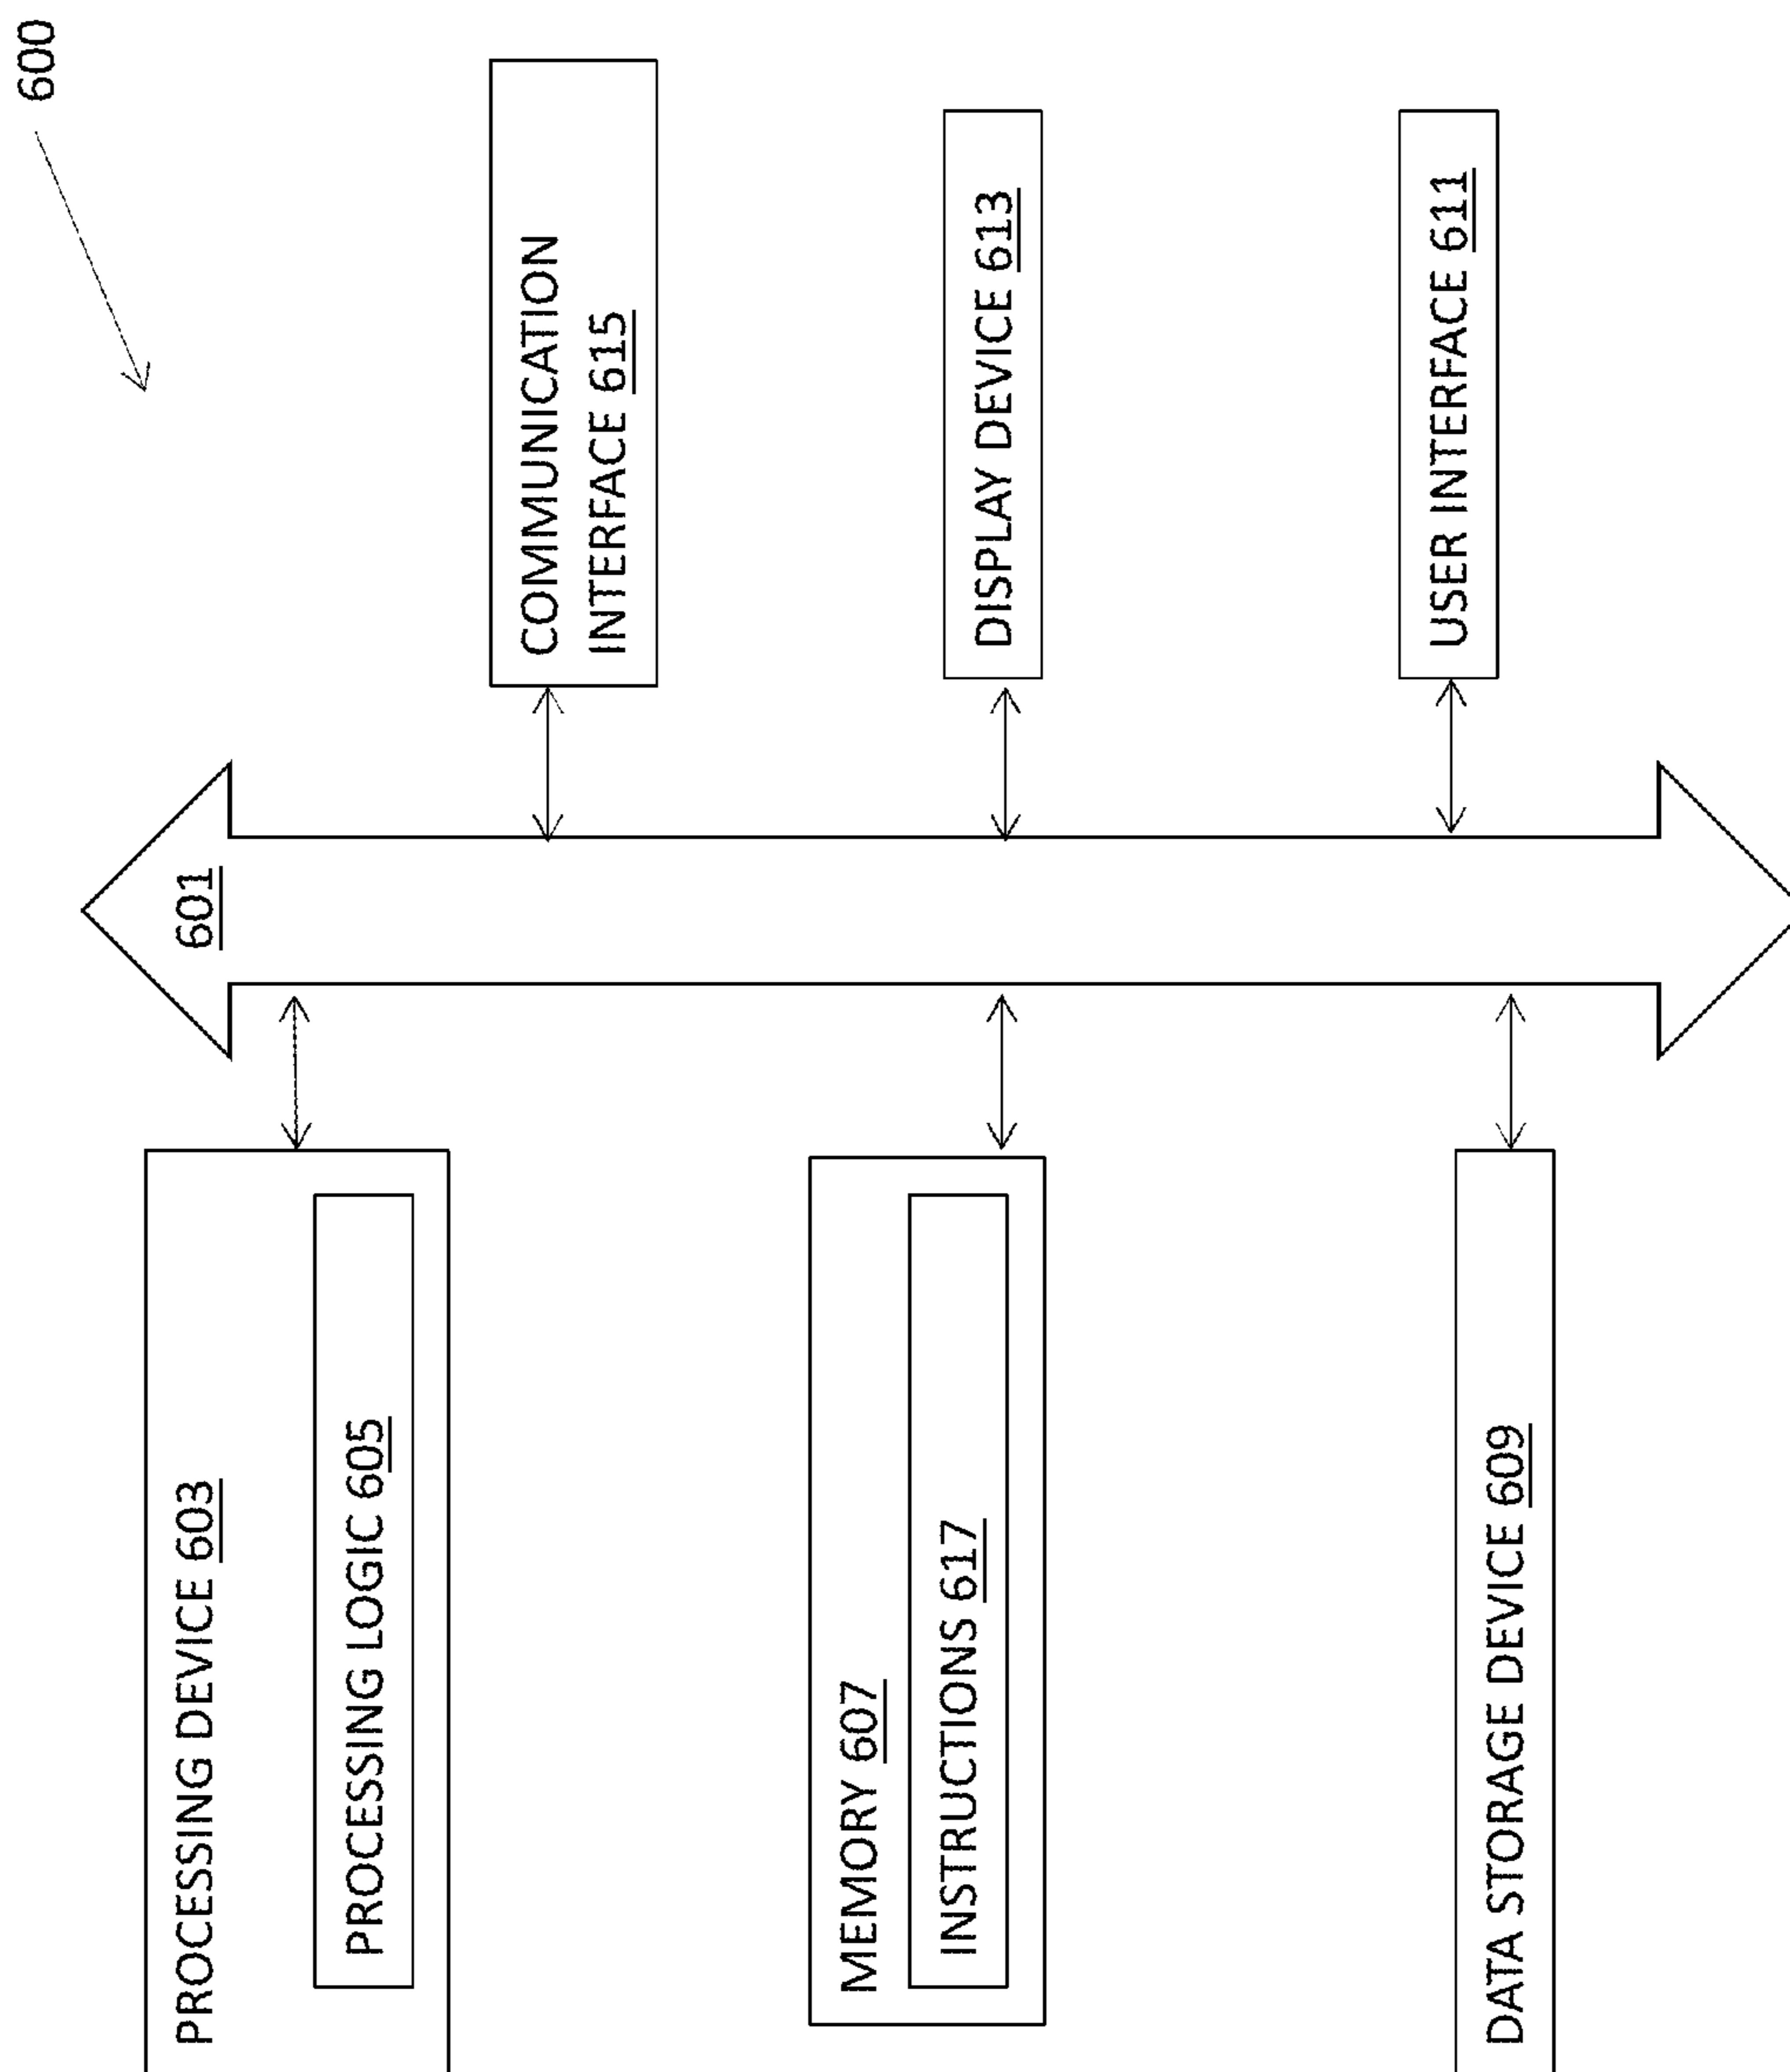 600
PROCESSING DEVICE 603
PROCESSING LOGIC 605
MEMORY 607
INSTRUCTIONS 617
DATA STORAGE DEVICE 609
601
COMMUNICATION
INTERFACE 615
DISPLAY DEVICE 613
USER INTERFACE 611